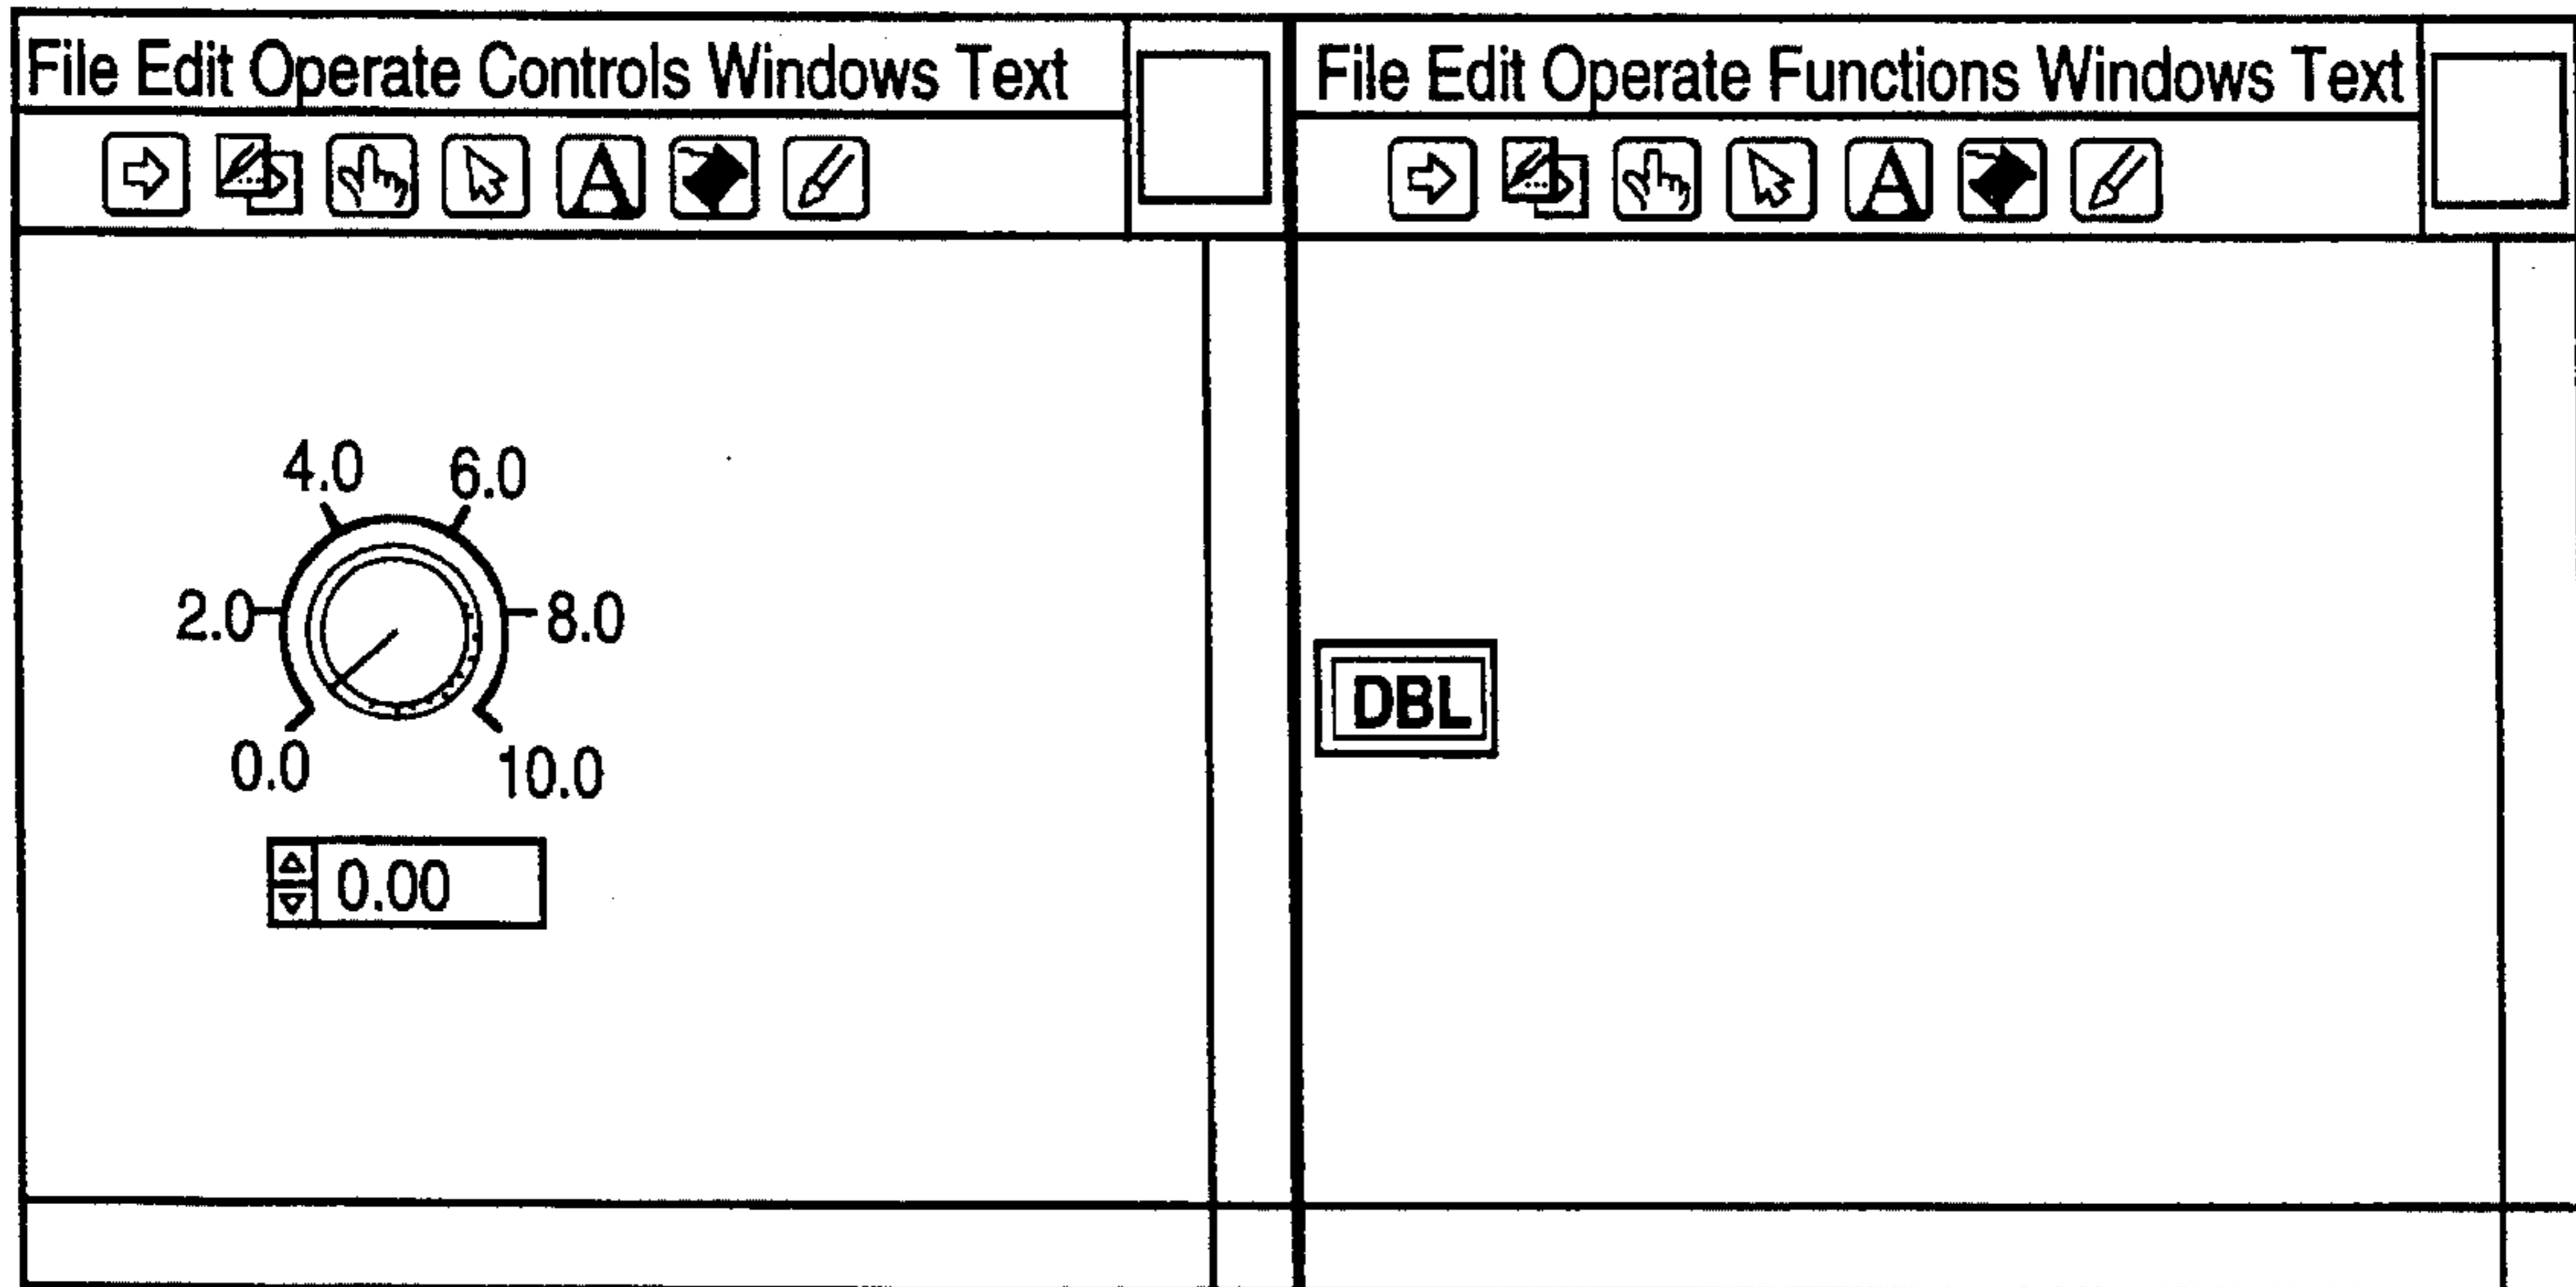 File Edit Operate Controls Windows Text
File Edit Operate Functions Windows Text
A
A
4.0 6.0
2.0 8.0
DBL
0.0 10.0
0.00